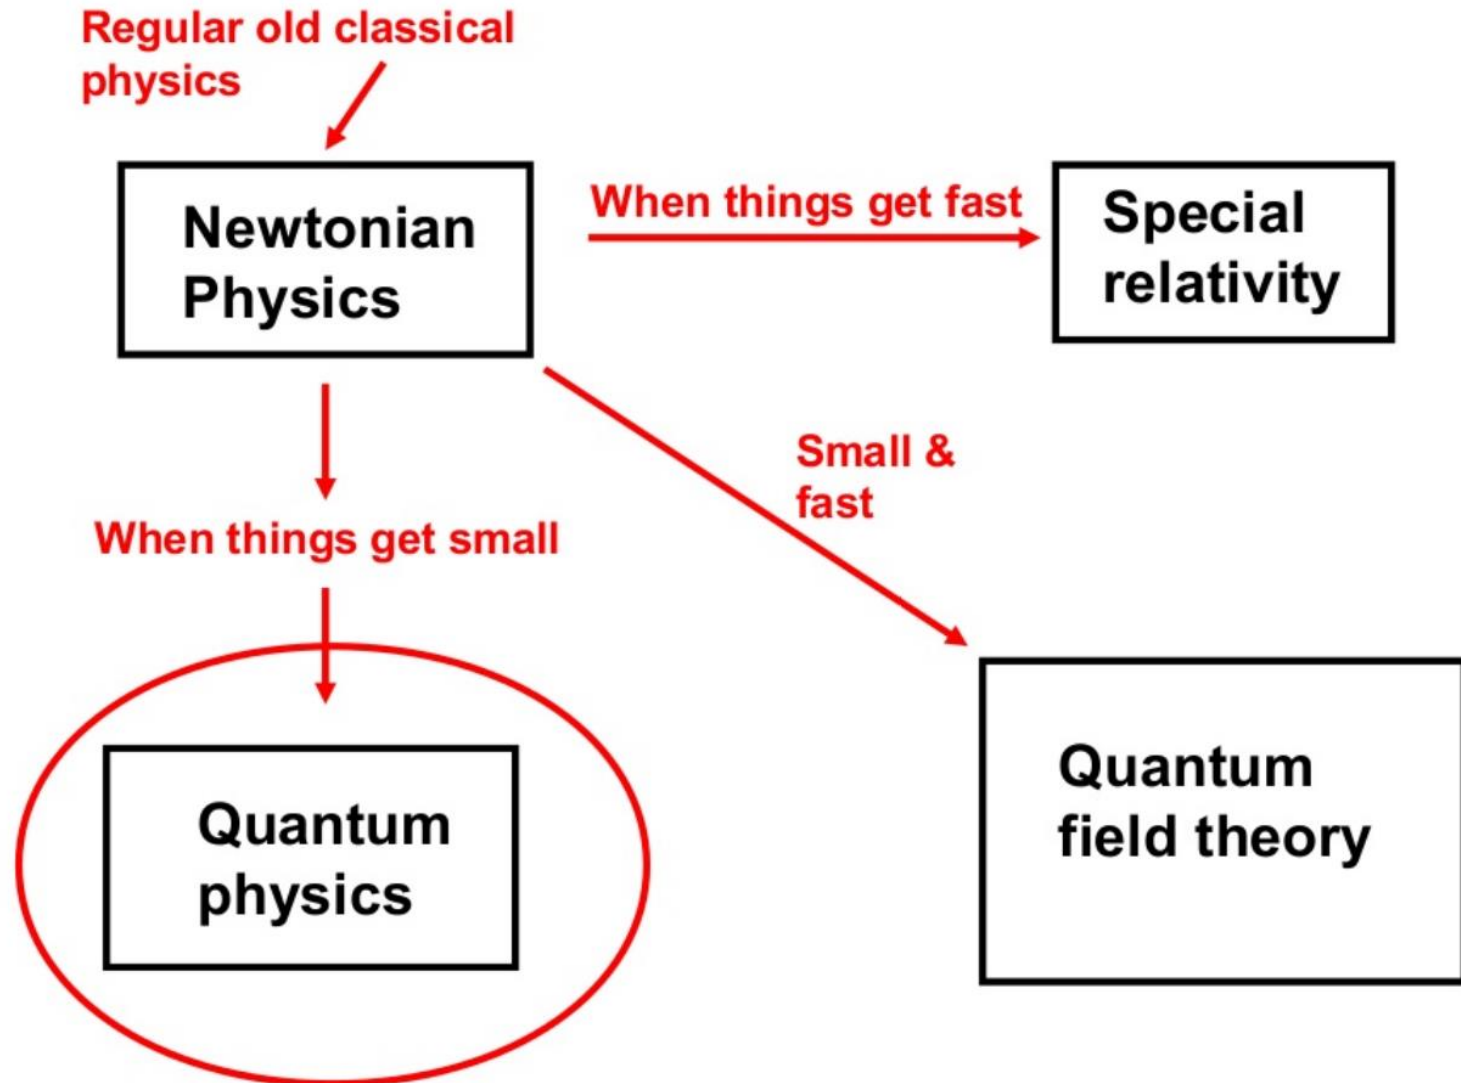 Regular old classical
physics
Newtonian
Physics
When things get fast
Special
relativity
Small &
fast
When things get small
Quantum
physics
Quantum
field theory